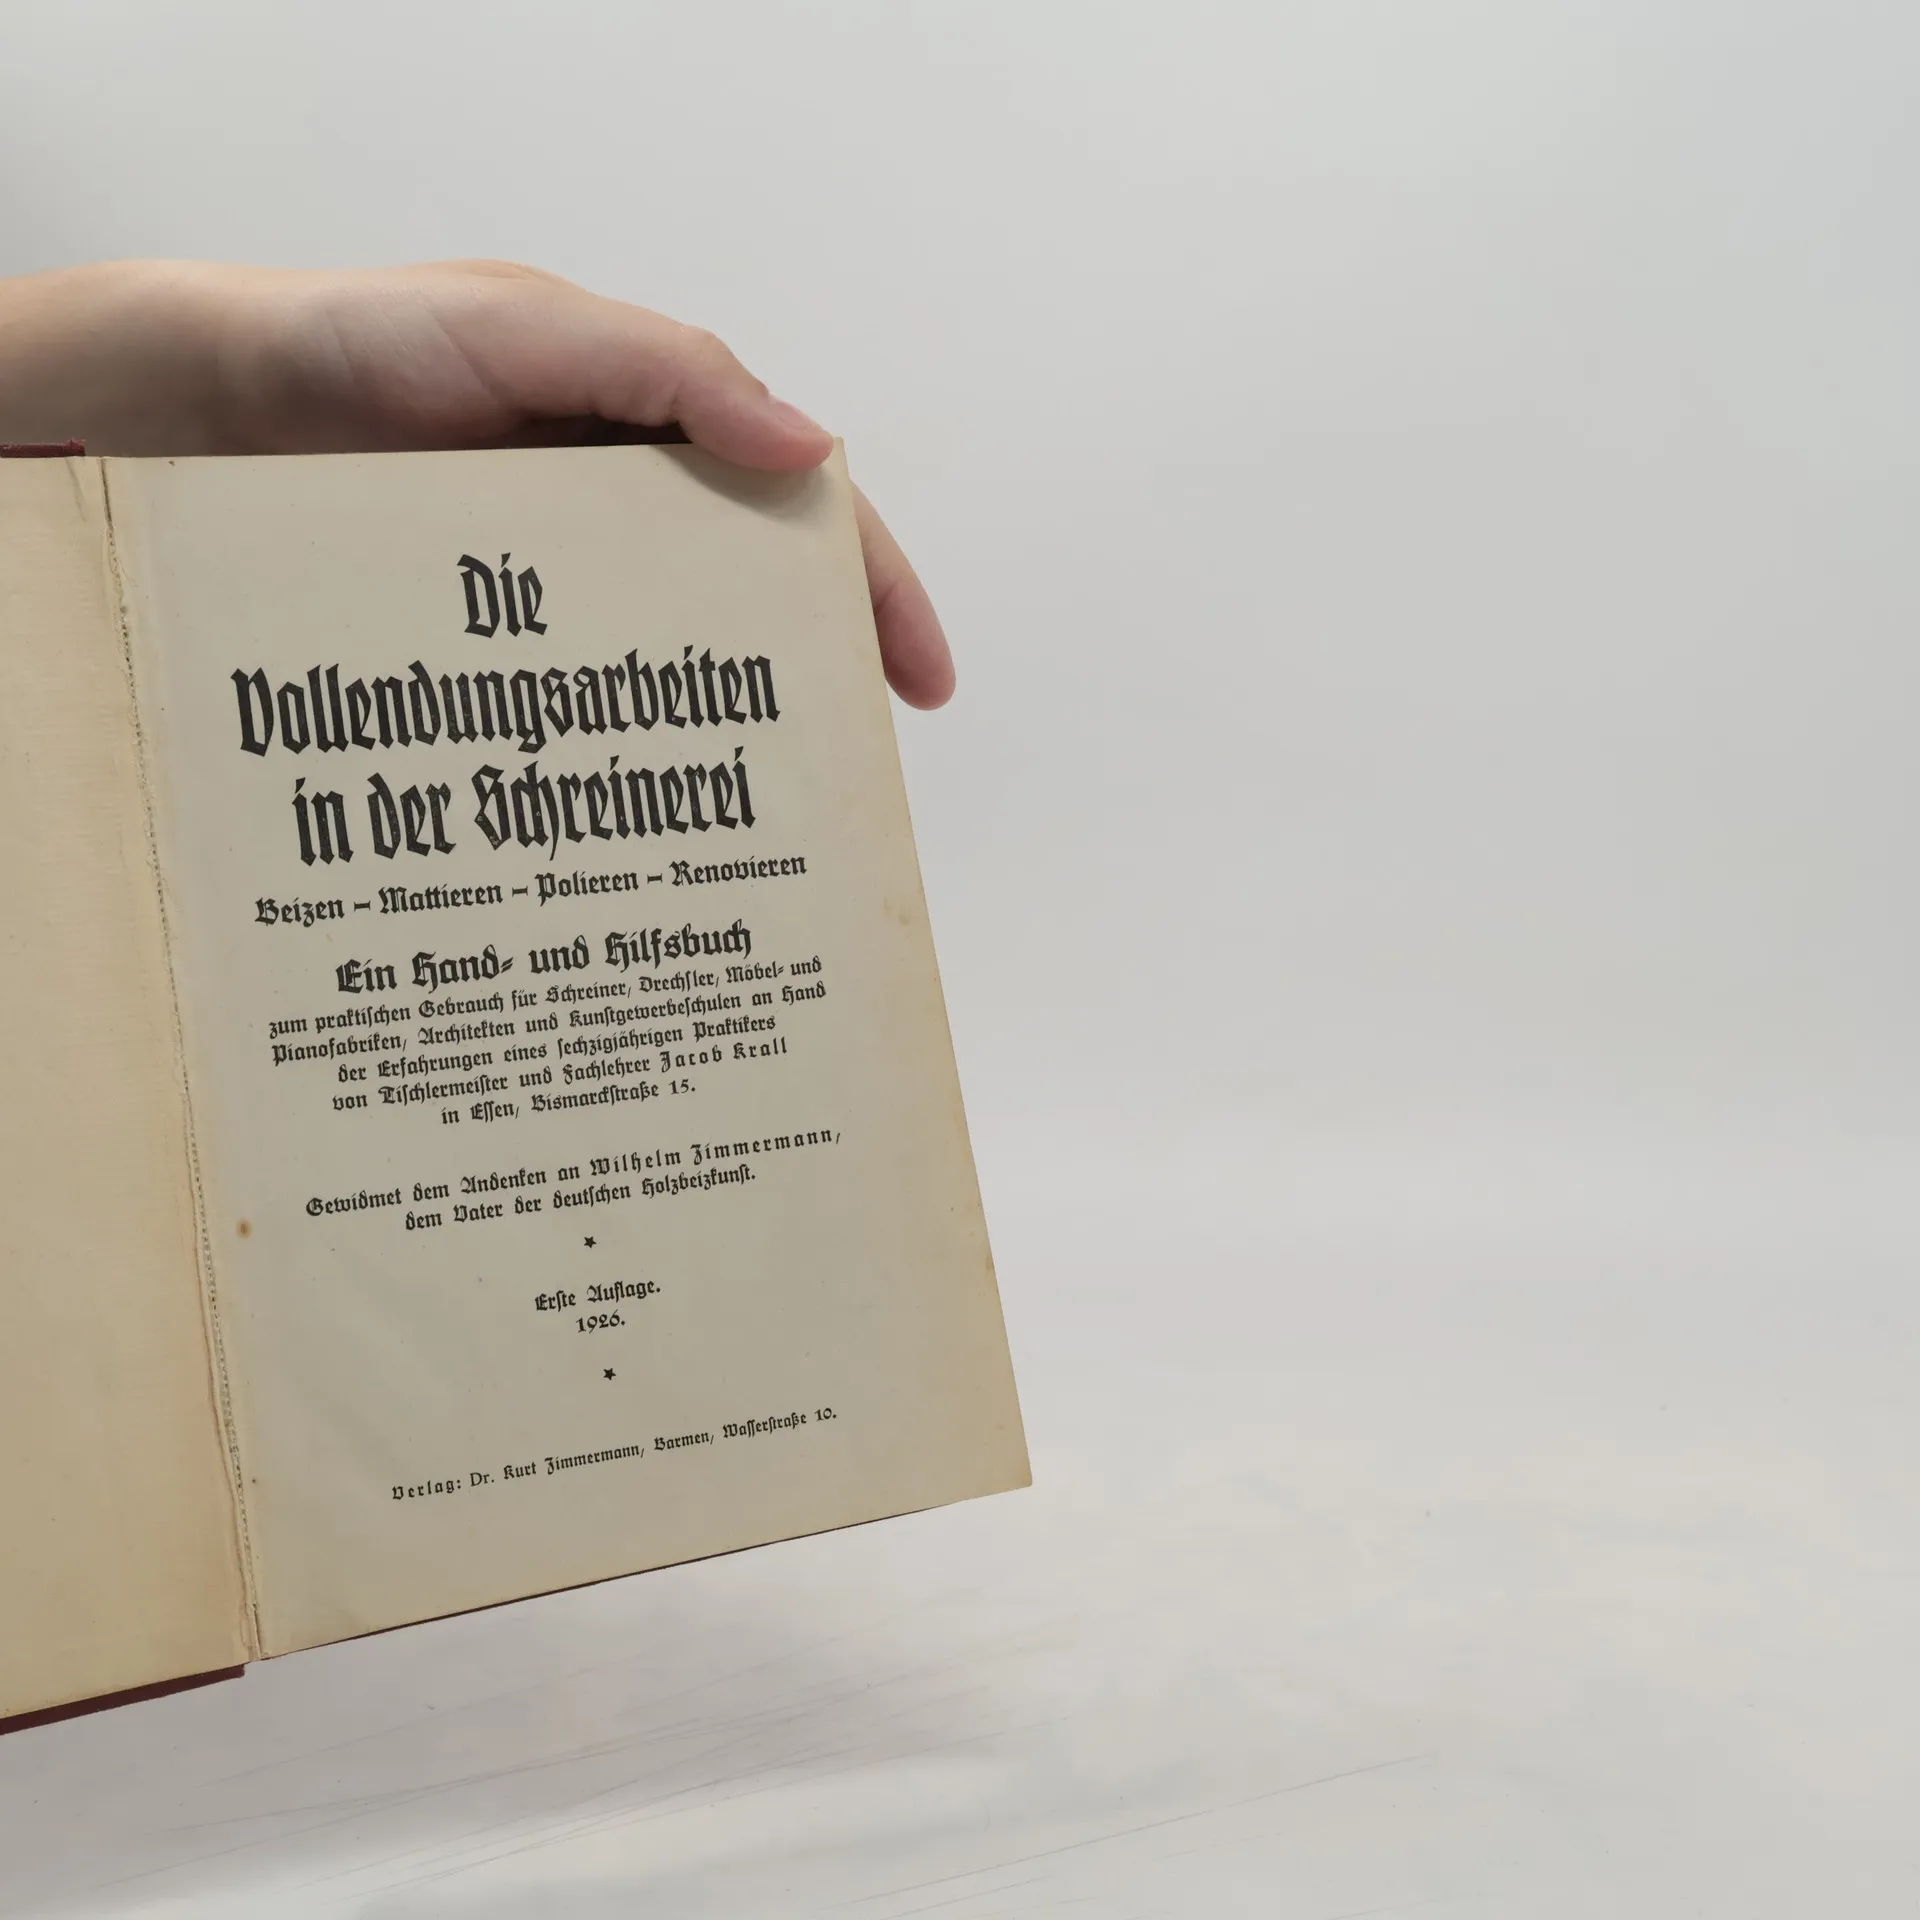 Die
Vollendungsarbeiten
in der Schreinerei
Beizen – Mattieren – Polieren – Renovieren
Ein Hand- und Hilfsbuch
zum praktiſchen Gebrauch für Schreiner, Drechſler, Möbel- und
Pianofabriken, Architekten und Kunſtgewerbeſchulen an Hand
der Erfahrungen eines ſechzigjährigen Praktikers
von Tiſchlermeiſter und Fachlehrer Jacob Krall
in Eſſen, Bismarckſtraße 15.
Gewidmet dem Andenken an Wilhelm Zimmermann,
dem Vater der deutſchen Holzbeizkunſt.
Erſte Auflage.
1926.
Verlag: Dr. Kurt Zimmermann, Barmen, Waſſerſtraße 10.